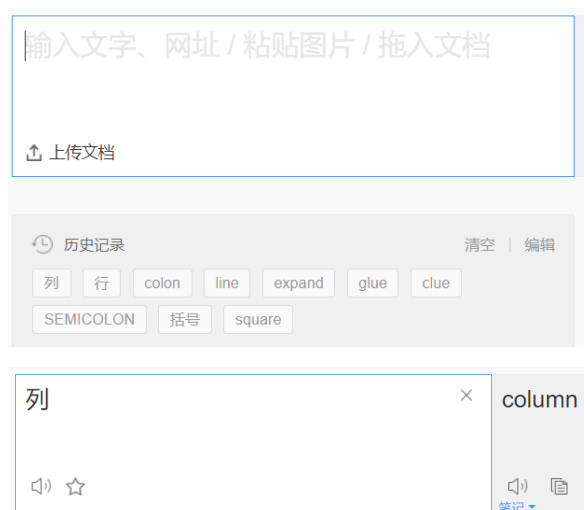 输入文字、网址 / 粘贴图片 / 拖入文档
上传文档
历史记录 清空 | 编辑
列 行 colon line expand glue clue
SEMICOLON 括号 square
列 × column
笔记